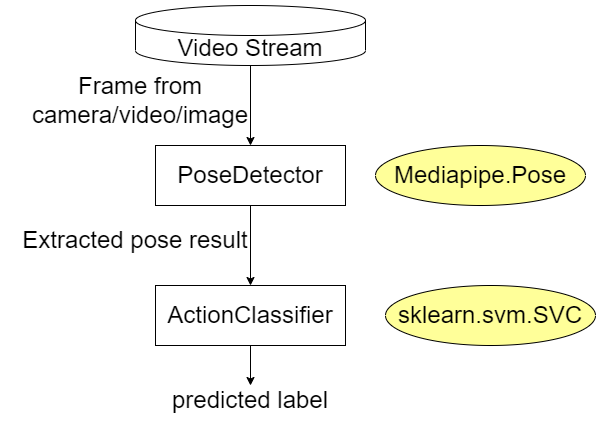 Video Stream
Frame from
camera/video/image
PoseDetector
Mediapipe.Pose
Extracted pose result
ActionClassifier
sklearn.svm.SVC
predicted label